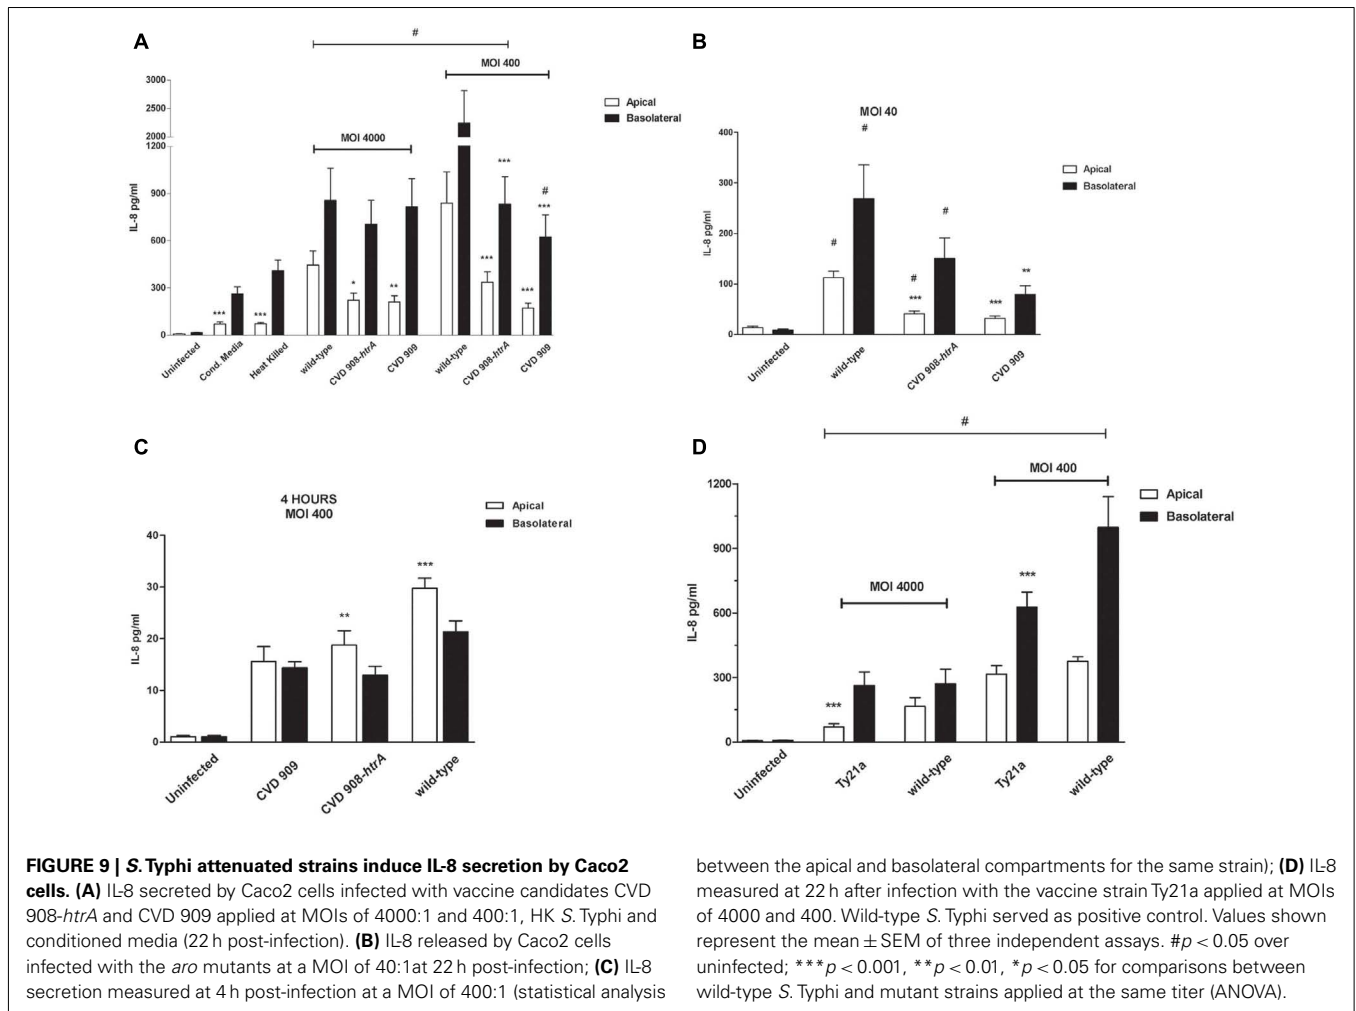 A
#
MOI 400
3000
2500
2000
1200
900
600
300
0
IL-8 pg/ml
Apical
Basolateral
MOI 4000
***
***
*
**
***
***
***
#
***
Uninfected
Cond. Media
Heat Killed
wild-type
CVD 908-htrA
CVD 909
wild-type
CVD 908-htrA
CVD 909
B
MOI 40
400
300
200
100
0
IL-8 pg/ml
Apical
Basolateral
#
#
#
***
#
***
**
Uninfected
wild-type
CVD 908-htrA
CVD 909
C
4 HOURS
MOI 400
40
30
20
10
0
IL-8 pg/ml
Apical
Basolateral
**
***
Uninfected
CVD 909
CVD 908-htrA
wild-type
D
#
MOI 400
1200
900
600
300
0
IL-8 pg/ml
Apical
Basolateral
MOI 4000
***
***
Uninfected
Ty21a
wild-type
Ty21a
wild-type
FIGURE 9 | S. Typhi attenuated strains induce IL-8 secretion by Caco2
cells. (A) IL-8 secreted by Caco2 cells infected with vaccine candidates CVD
908-htrA and CVD 909 applied at MOIs of 4000:1 and 400:1, HK S. Typhi and
conditioned media (22 h post-infection). (B) IL-8 released by Caco2 cells
infected with the aro mutants at a MOI of 40:1at 22 h post-infection; (C) IL-8
secretion measured at 4 h post-infection at a MOI of 400:1 (statistical analysis
between the apical and basolateral compartments for the same strain); (D) IL-8
measured at 22 h after infection with the vaccine strain Ty21a applied at MOIs
of 4000 and 400. Wild-type S. Typhi served as positive control. Values shown
represent the mean ± SEM of three independent assays. #p < 0.05 over
uninfected; ***p < 0.001, **p < 0.01, *p < 0.05 for comparisons between
wild-type S. Typhi and mutant strains applied at the same titer (ANOVA).